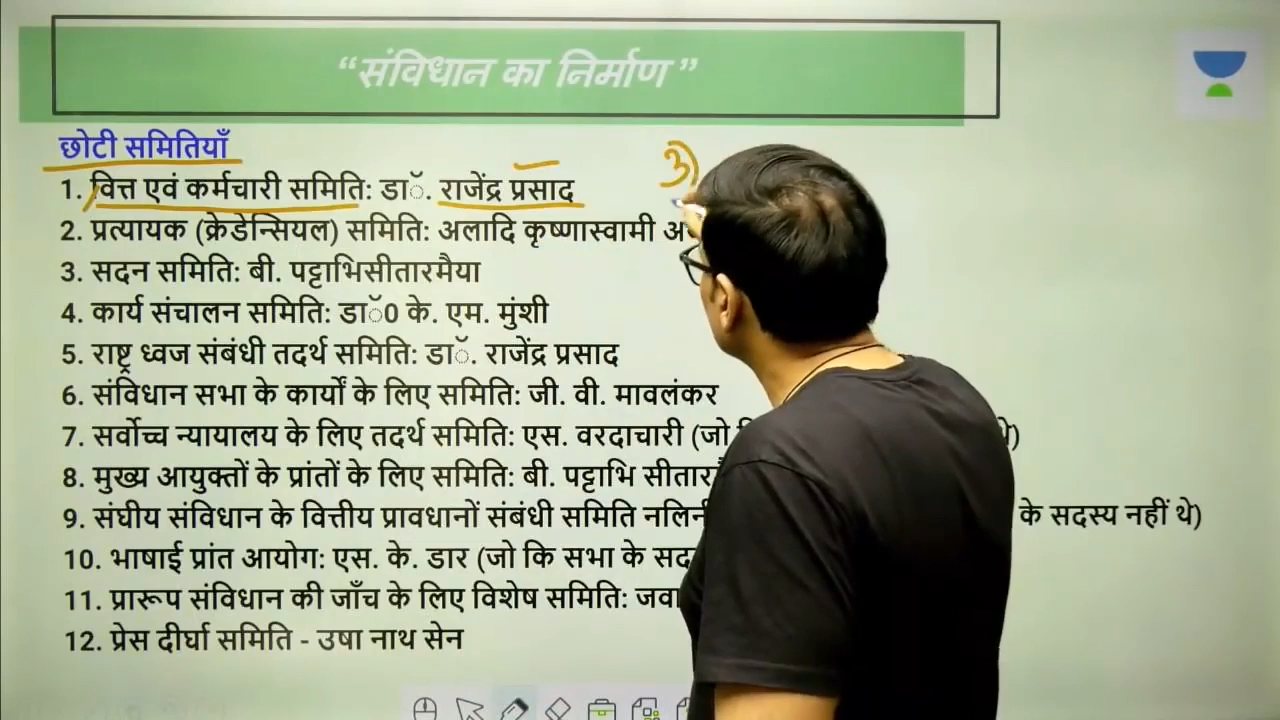 “संविधान का निर्माण”
छोटी समितियाँ
3)
1. वित्त एवं कर्मचारी समिति: डाॅ. राजेंद्र प्रसाद
2. प्रत्यायक (क्रेडेन्सियल) समिति: अलादि कृष्णास्वामी
3. सदन समिति: बी. पट्टाभिसीतारमैया
4. कार्य संचालन समिति: डाॅ0 के. एम. मुंशी
5. राष्ट्र ध्वज संबंधी तदर्थ समिति: डाॅ. राजेंद्र प्रसाद
6. संविधान सभा के कार्यों के लिए समिति: जी. वी. मावलंकर
7. सर्वोच्च न्यायालय के लिए तदर्थ समिति: एस. वरदाचारी (जो
8. मुख्य आयुक्तों के प्रांतों के लिए समिति: बी. पट्टाभि
9. संघीय संविधान के वित्तीय प्रावधानों संबंधी समिति के सदस्य नहीं थे)
10. भाषाई प्रांत आयोग: एस. के. डार (जो कि सभा के
11. प्रारूप संविधान की जाँच के लिए विशेष समिति:
12. प्रेस दीर्घा समिति - उषा नाथ सेन